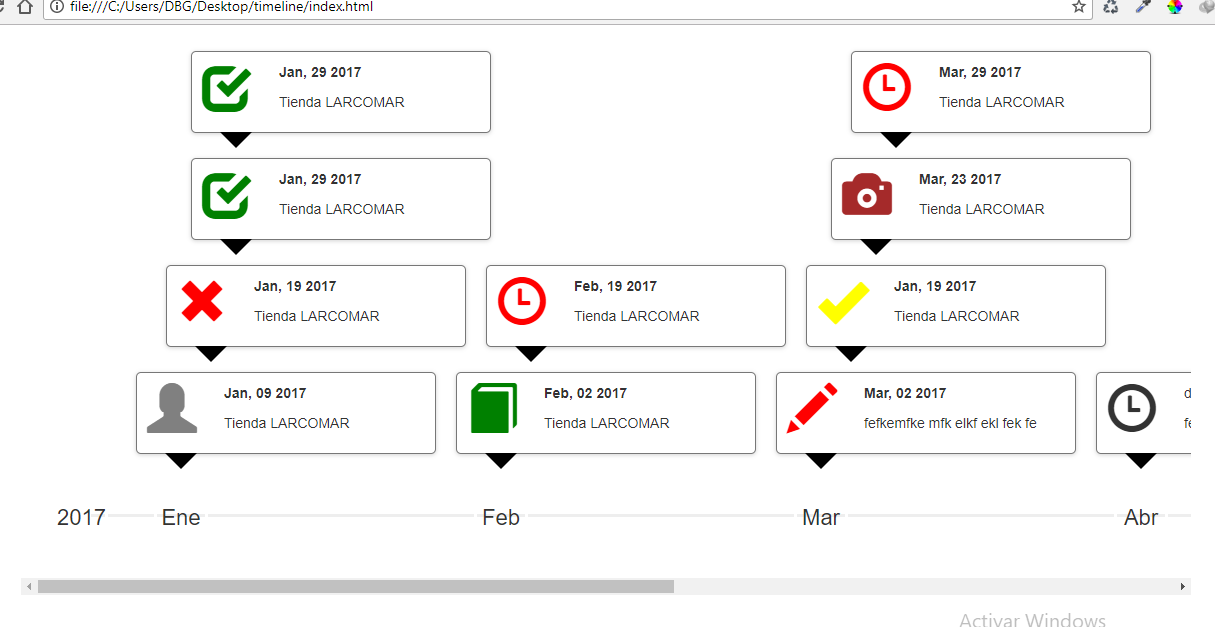 file:///C:/Users/DBG/Desktop/timeline/index.html
Jan, 29 2017
Tienda LARCOMAR
Mar, 29 2017
Tienda LARCOMAR
Jan, 29 2017
Tienda LARCOMAR
Mar, 23 2017
Tienda LARCOMAR
Jan, 19 2017
Tienda LARCOMAR
Feb, 19 2017
Tienda LARCOMAR
Jan, 19 2017
Tienda LARCOMAR
Jan, 09 2017
Tienda LARCOMAR
Feb, 02 2017
Tienda LARCOMAR
Mar, 02 2017
fefkemfke mfk elkf ekl fek fe
d
2017 Ene Feb Mar Abr
Activar Windows